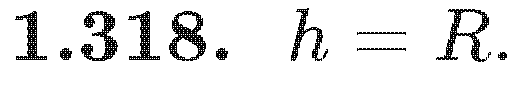 1.318. h = R.